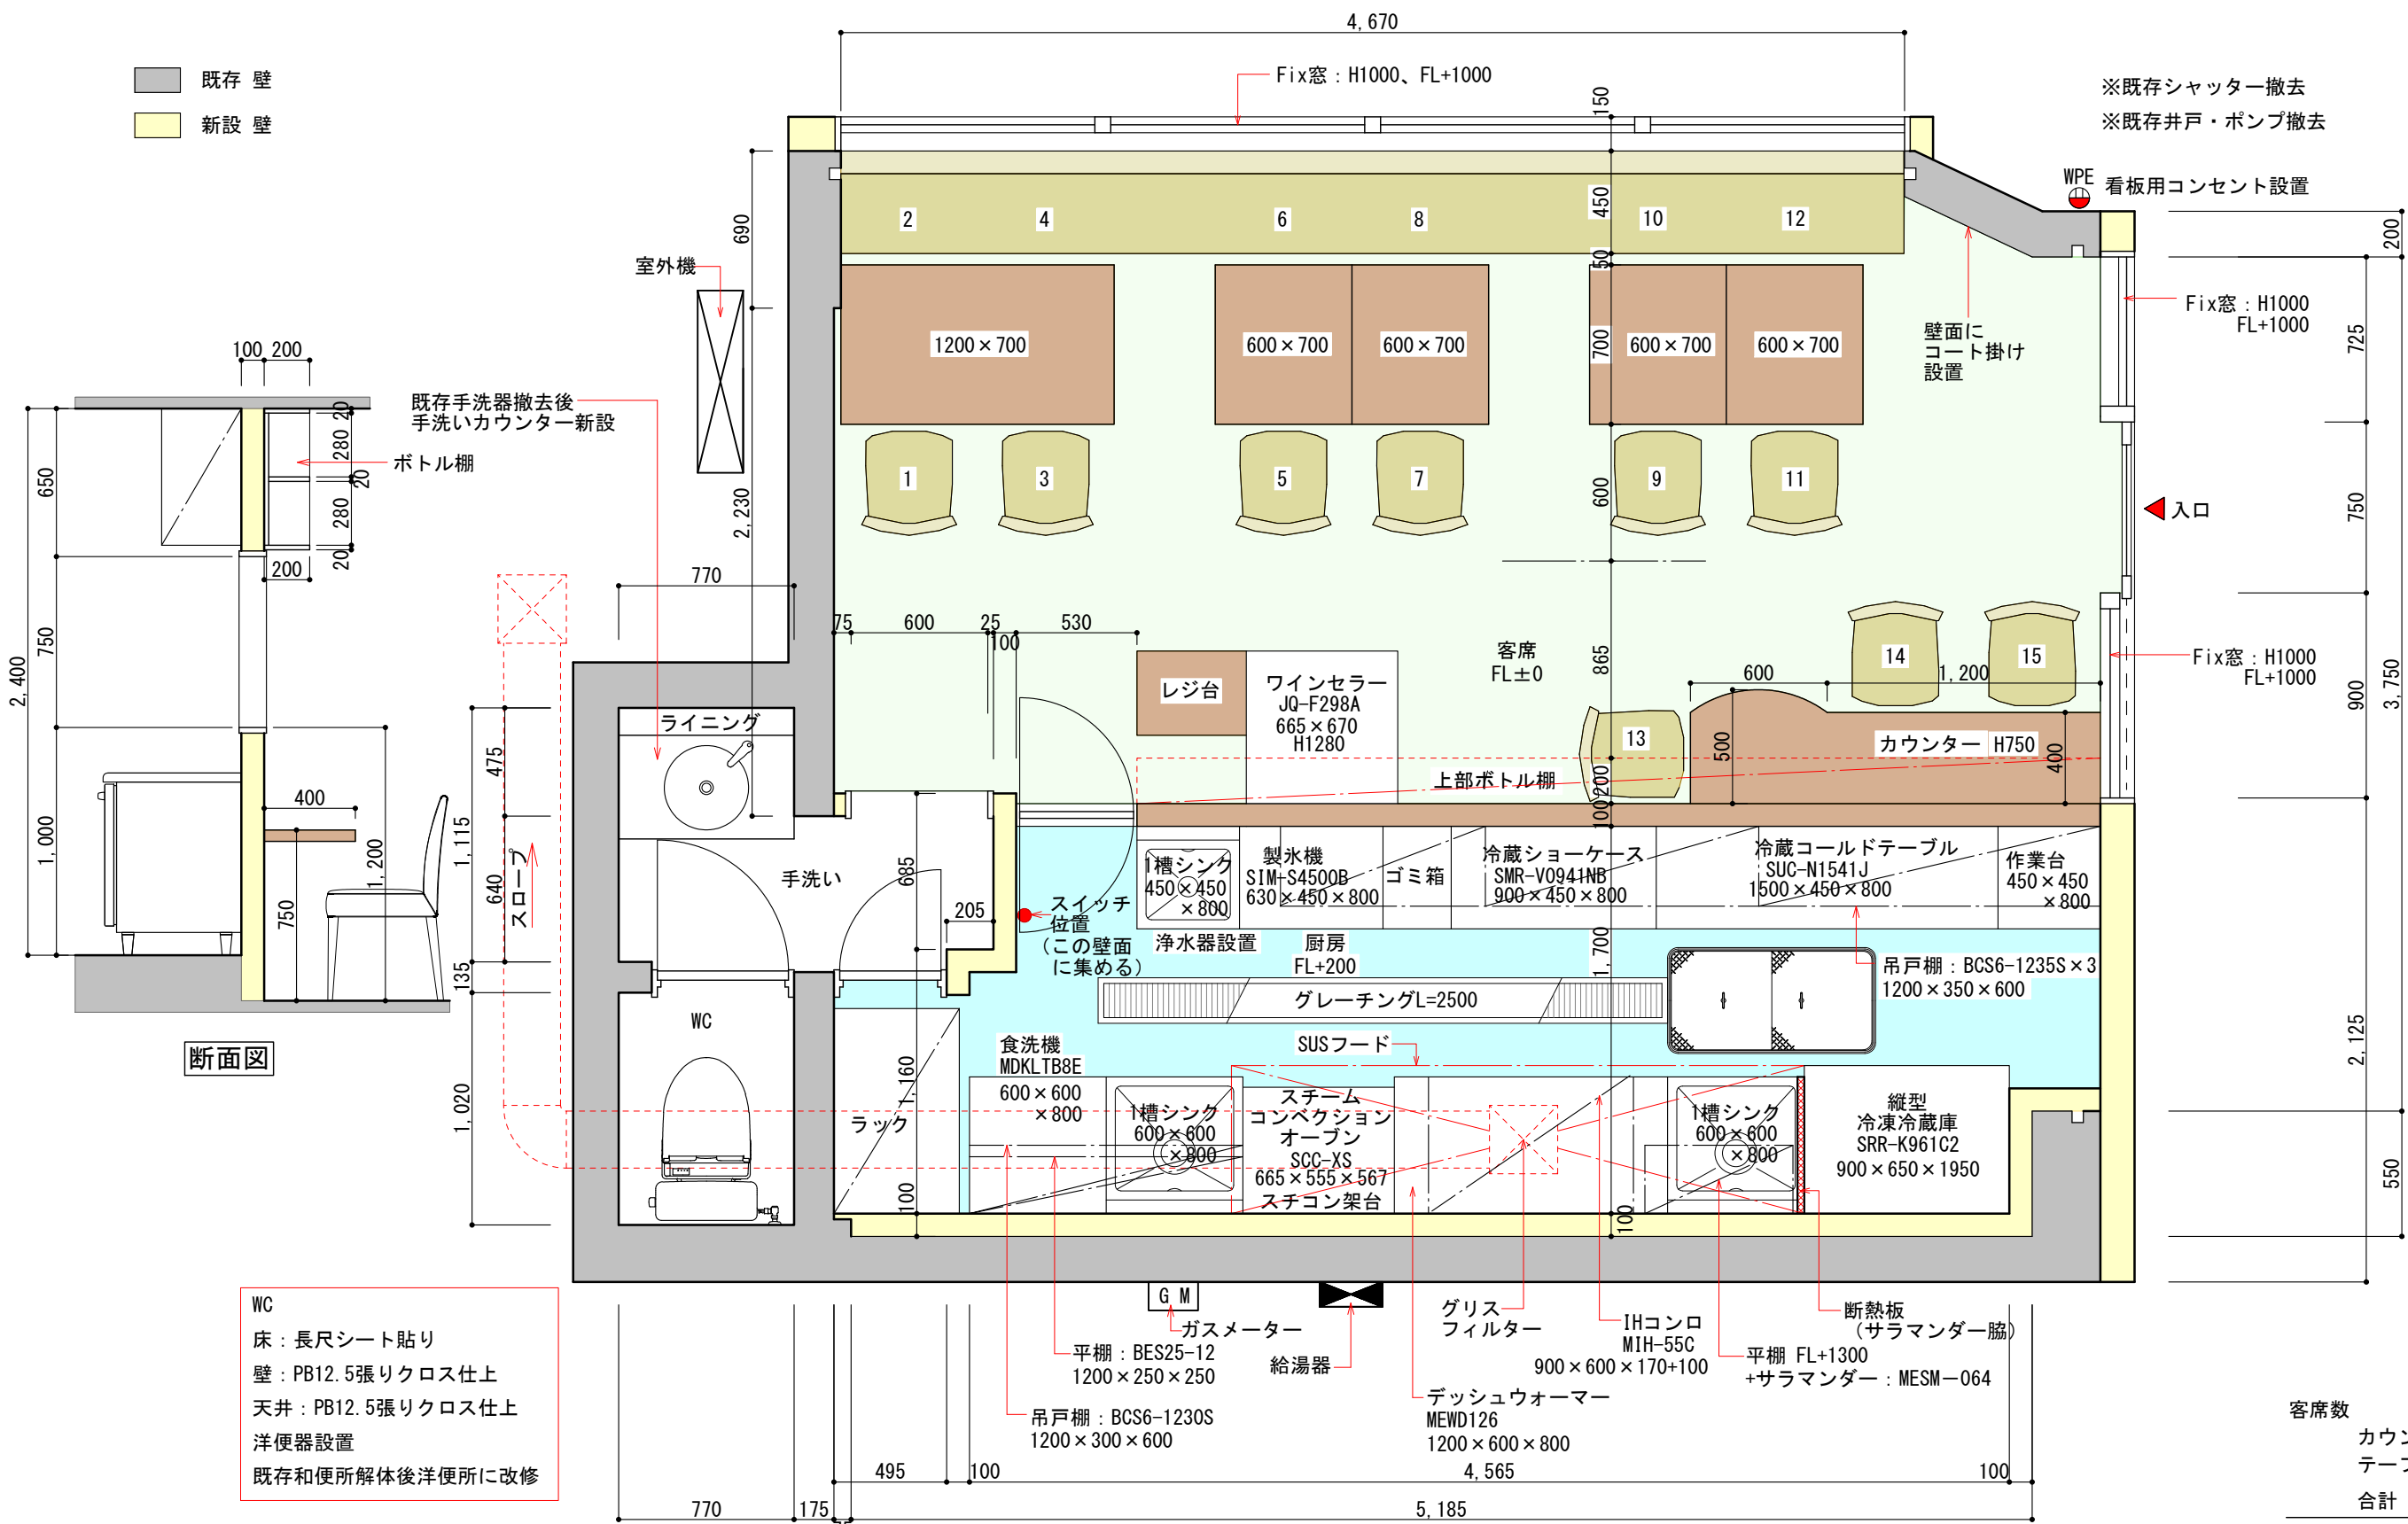 既存 壁
新設 壁
4,670
Fix窓：H1000、FL+1000
150
※既存シャッター撤去
※既存井戸・ポンプ撤去
WPE
看板用コンセント設置
200
2
4
6
8
10
12
450
50
690
室外機
1200×700
600×700
600×700
700
600×700
600×700
壁面に
コート掛け
設置
Fix窓：H1000
FL+1000
725
100
200
既存手洗器撤去後
手洗いカウンター新設
ボトル棚
20
280
20
280
20
200
650
750
2,400
1,000
400
750
1,200
断面図
1
3
5
7
9
11
600
750
入口
2,230
770
75
600
25
100
530
客席
FL±0
865
14
15
600
1,200
Fix窓：H1000
FL+1000
900
3,750
レジ台
ワインセラー
JQ-F298A
665×670
H1280
13
500
カウンター
H750
400
上部ボトル棚
200
100
ライニング
475
1,115
640
スロープ
135
1,020
手洗い
685
205
スイッチ
位置
（この壁面
に集める）
1槽シンク
450×450
×800
浄水器設置
製氷機
SIM-S4500B
630×450×800
ゴミ箱
冷蔵ショーケース
SMR-V0941NB
900×450×800
冷蔵コールドテーブル
SUC-N1541J
1500×450×800
作業台
450×450
×800
厨房
FL+200
1,700
吊戸棚：BCS6-1235S×3
1200×350×600
グレーチングL=2500
WC
SUSフード
2,125
食洗機
MDKLTB8E
600×600
×800
1,160
100
ラック
1槽シンク
600×600
×800
スチーム
コンベクション
オーブン
SCC-XS
665×555×567
スチコン架台
1槽シンク
600×600
×800
縦型
冷凍冷蔵庫
SRR-K961C2
900×650×1950
550
100
WC
床：長尺シート貼り
壁：PB12.5張りクロス仕上
天井：PB12.5張りクロス仕上
洋便器設置
既存和便所解体後洋便所に改修
G M
ガスメーター
平棚：BES25-12
1200×250×250
吊戸棚：BCS6-1230S
1200×300×600
給湯器
グリス
フィルター
デッシュウォーマー
MEWD126
1200×600×800
IHコンロ
MIH-55C
900×600×170+100
断熱板
（サラマンダー脇）
平棚 FL+1300
+サラマンダー：MESM－064
客席数
合計
495
100
4,565
100
770
175
5,185